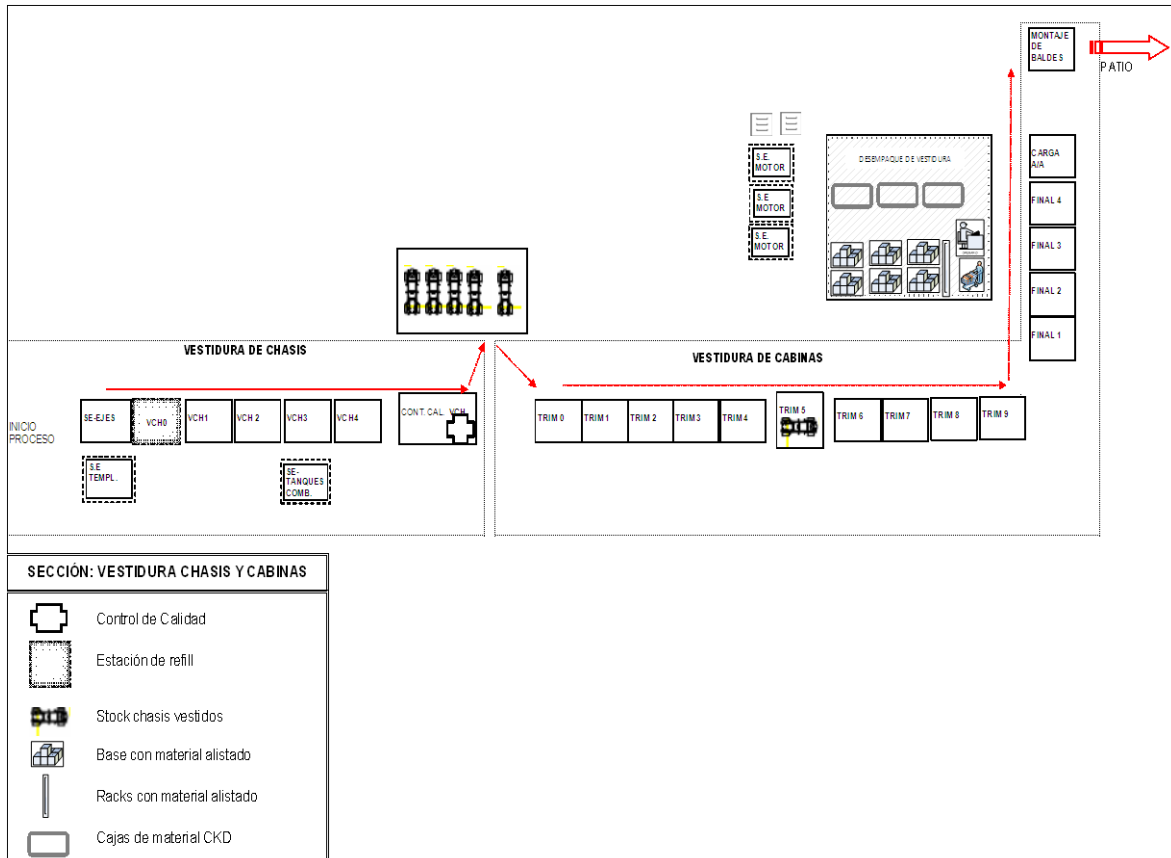 MONTAJE
DE
BALDES
PATIO
S.E.
MOTOR
S.E
MOTOR
S.E.
MOTOR
DESEMPAQUE DE VESTIDURA
CARGA
A/A
FINAL 4
FINAL 3
FINAL 2
FINAL 1
VESTIDURA DE CHASIS
VESTIDURA DE CABINAS
INICIO
PROCESO
SE-EJES
VCH0
VCH1
VCH 2
VCH3
VCH4
CONT. CAL. VCH
TRIM 0
TRIM 1
TRIM 2
TRIM 3
TRIM 4
TRIM 5
TRIM 6
TRIM 7
TRIM 8
TRIM 9
S.E
TEMPL.
SE-
TANQUES
COMB.
SECCIÓN: VESTIDURA CHASIS Y CABINAS
Control de Calidad
Estación de refill
Stock chasis vestidos
Base con material alistado
Racks con material alistado
Cajas de material CKD